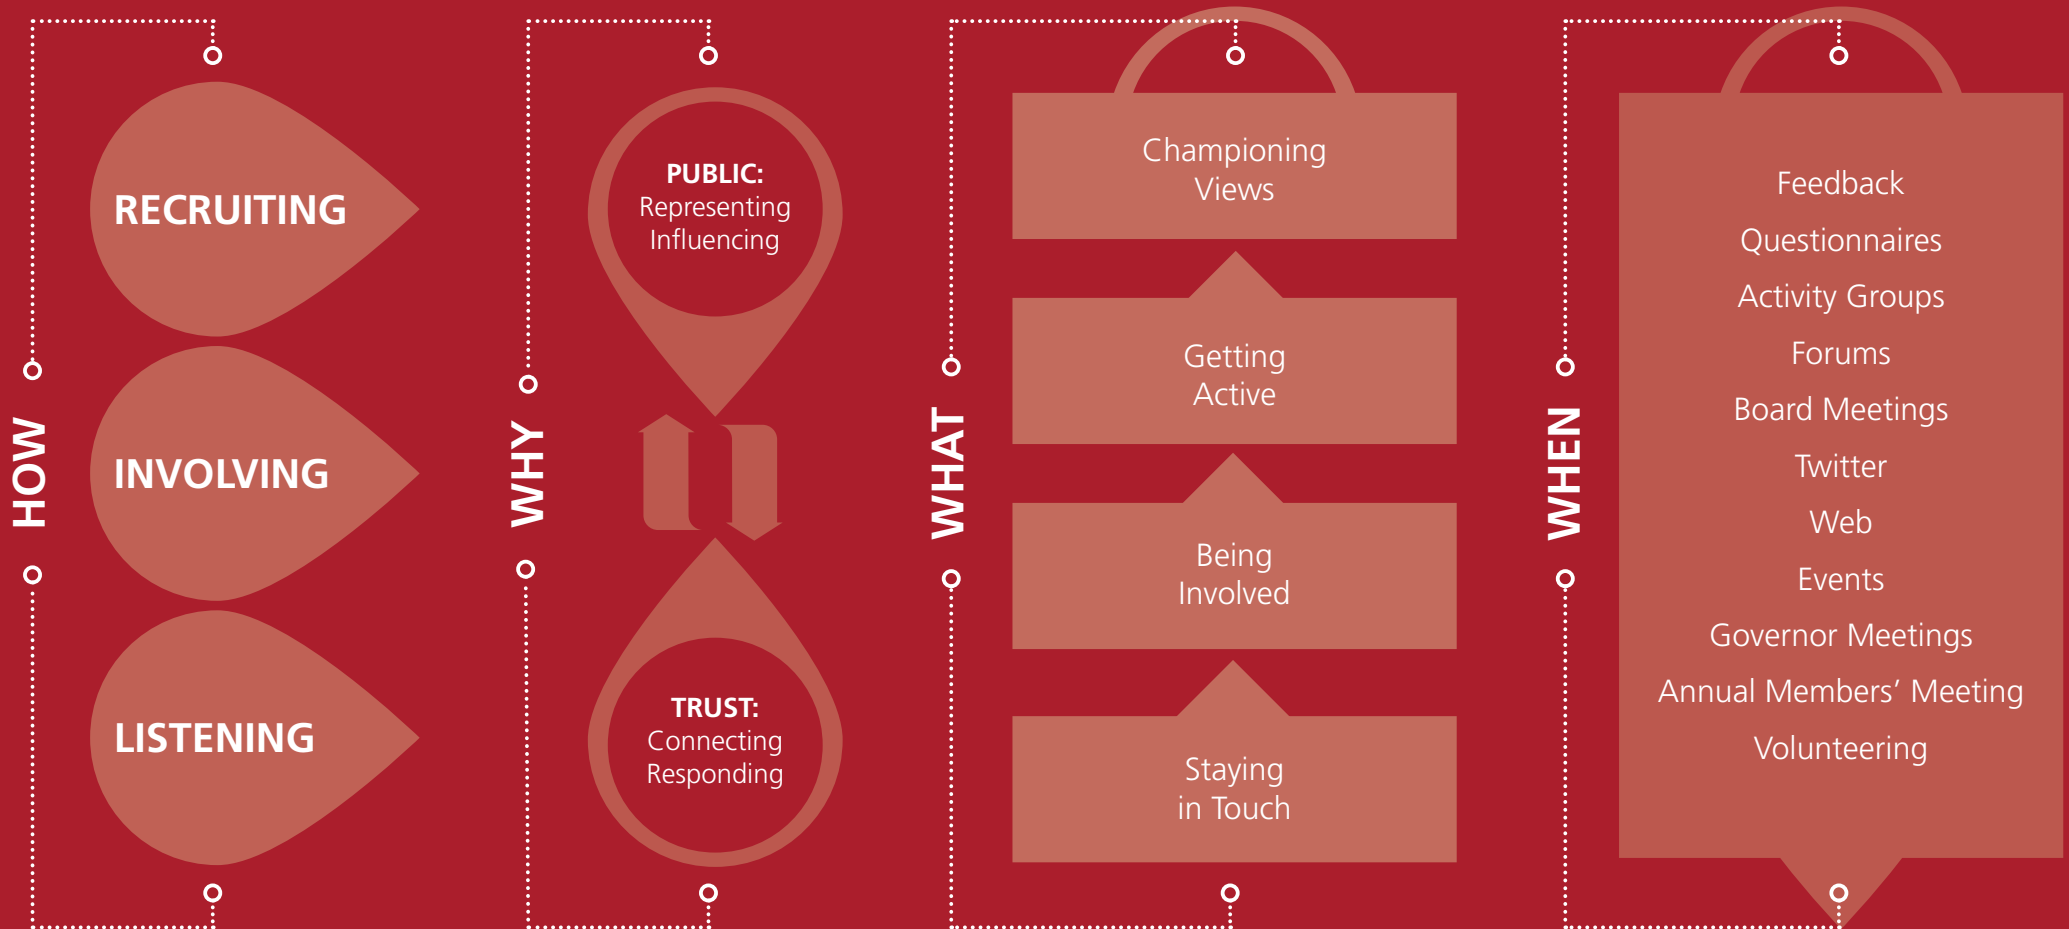 HOW
RECRUITING
INVOLVING
LISTENING
WHY
PUBLIC:
Representing
Influencing
TRUST:
Connecting
Responding
WHAT
Championing
Views
Getting
Active
Being
Involved
Staying
in Touch
WHEN
Feedback
Questionnaires
Activity Groups
Forums
Board Meetings
Twitter
Web
Events
Governor Meetings
Annual Members’ Meeting
Volunteering